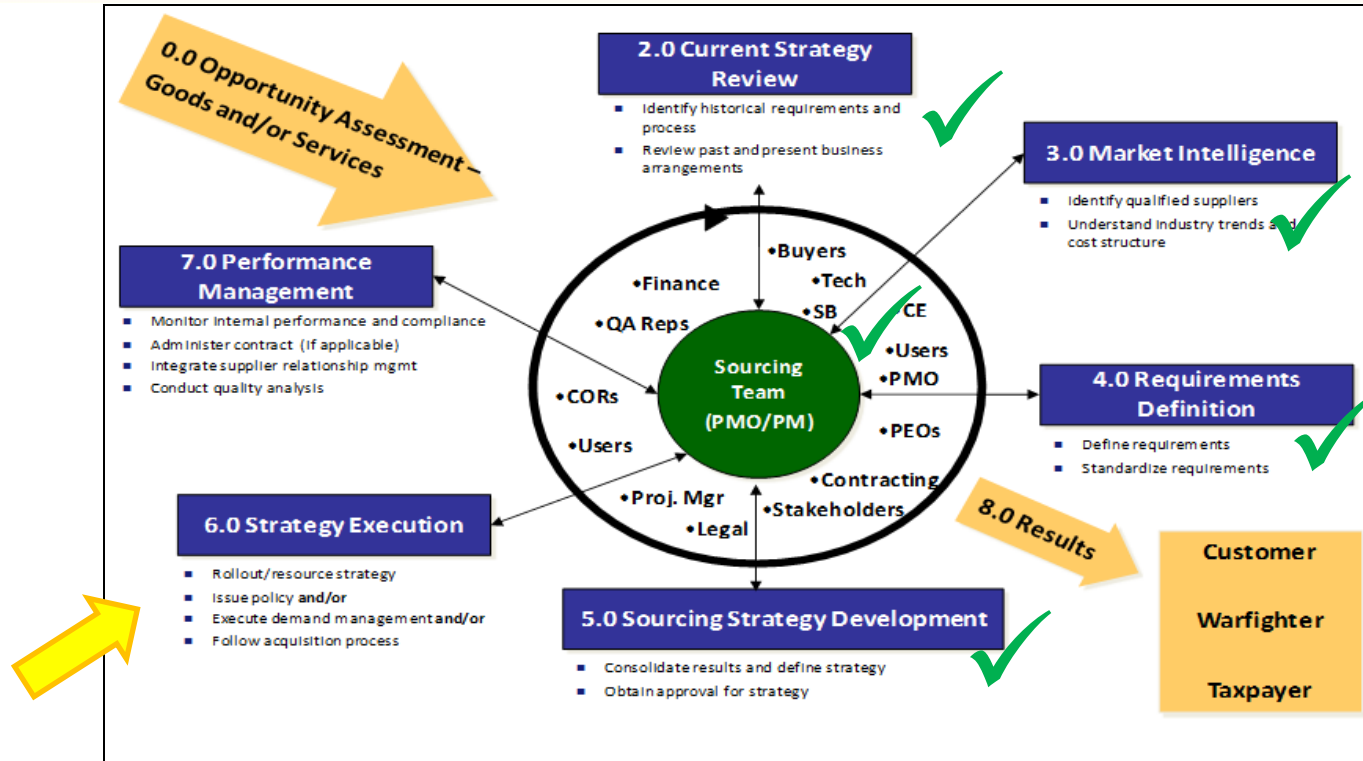 0.0 Opportunity Assessment –
Goods and/or Services
2.0 Current Strategy
Review
▪ Identify historical requirements and
process
▪ Review past and present business
arrangements
3.0 Market Intelligence
▪ Identify qualified suppliers
▪ Understand industry trends and
cost structure
7.0 Performance
Management
▪ Monitor internal performance and compliance
▪ Administer contract (if applicable)
▪ Integrate supplier relationship mgmt
▪ Conduct quality analysis
•Buyers
•Tech
•SB
CE
•Users
•PMO
•PEOs
•Contracting
•Stakeholders
•Legal
•Proj. Mgr
•Users
•CORs
•QA Reps
•Finance
Sourcing
Team
(PMO/PM)
4.0 Requirements
Definition
▪ Define requirements
▪ Standardize requirements
6.0 Strategy Execution
▪ Rollout/resource strategy
▪ Issue policy and/or
▪ Execute demand management and/or
▪ Follow acquisition process
5.0 Sourcing Strategy Development
▪ Consolidate results and define strategy
▪ Obtain approval for strategy
8.0 Results
Customer
Warfighter
Taxpayer